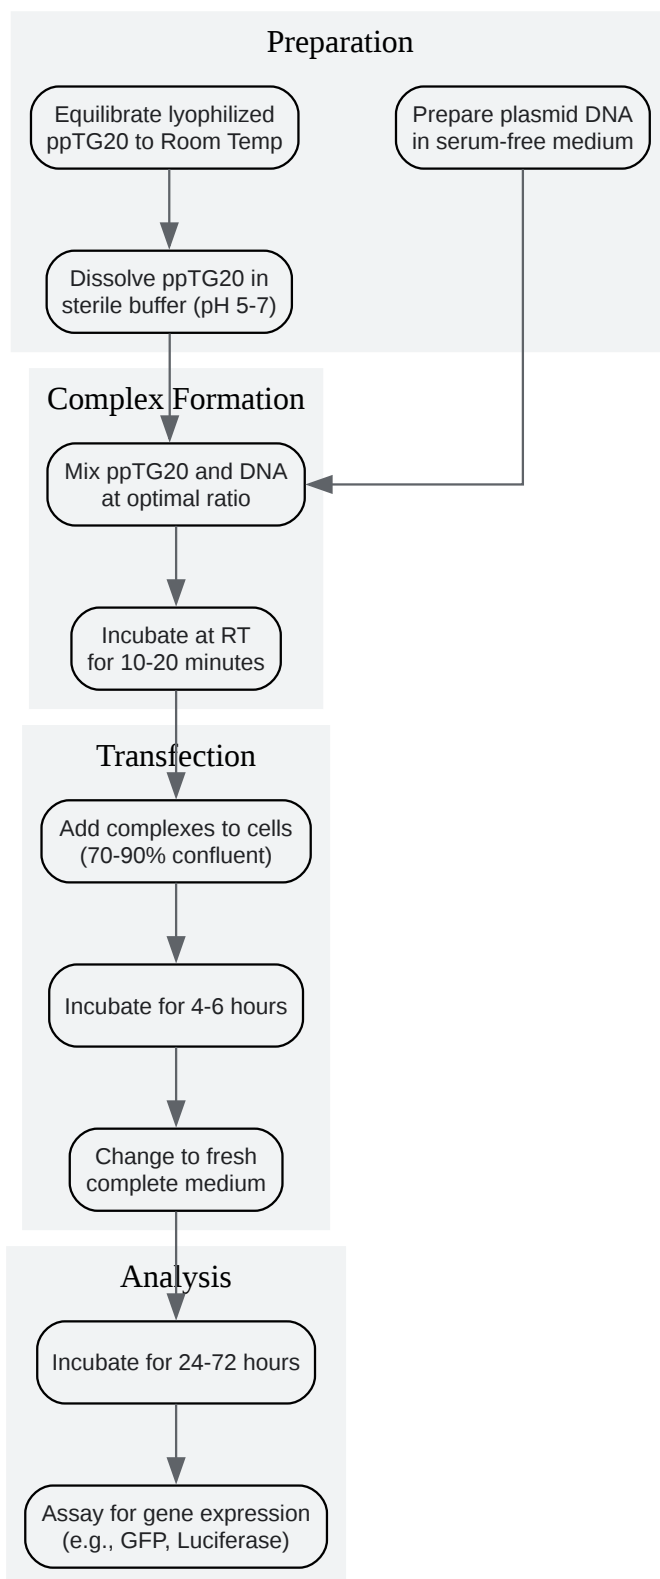 Preparation
Equilibrate lyophilized
ppTG20 to Room Temp
Prepare plasmid DNA
in serum-free medium
Dissolve ppTG20 in
sterile buffer (pH 5-7)
Complex Formation
Mix ppTG20 and DNA
at optimal ratio
Incubate at RT
for 10-20 minutes
Transfection
Add complexes to cells
(70-90% confluent)
Incubate for 4-6 hours
Change to fresh
complete medium
Analysis
Incubate for 24-72 hours
Assay for gene expression
(e.g., GFP, Luciferase)